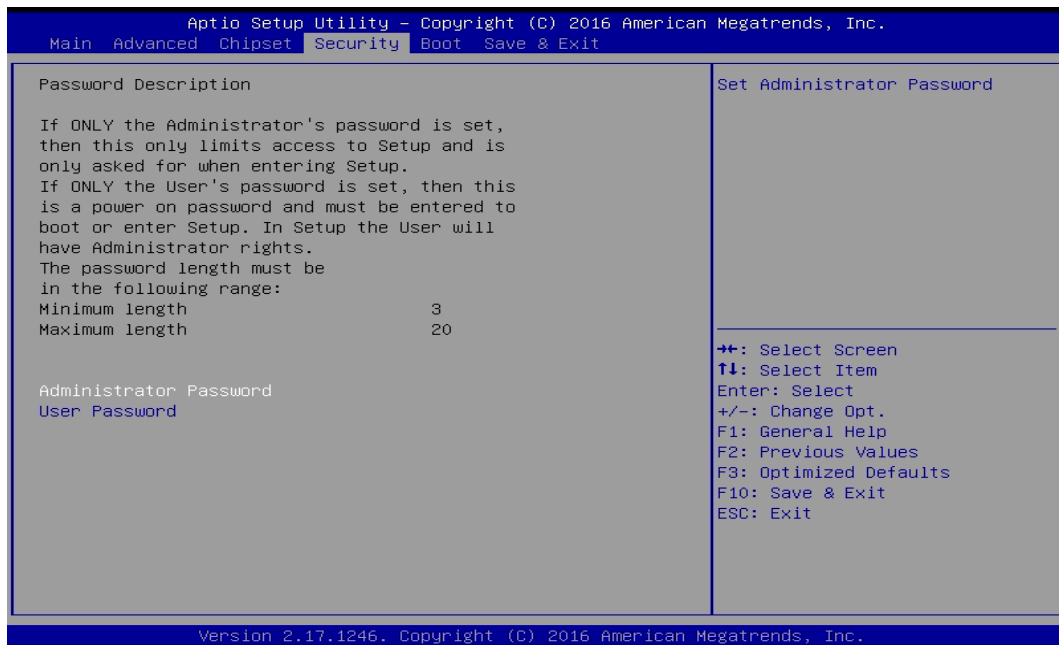 Aptio Setup Utility – Copyright (C) 2016 American Megatrends, Inc.
Main Advanced Chipset Security Boot Save & Exit
Password Description
If ONLY the Administrator's password is set,
then this only limits access to Setup and is
only asked for when entering Setup.
If ONLY the User's password is set, then this
is a power on password and must be entered to
boot or enter Setup. In Setup the User will
have Administrator rights.
The password length must be
in the following range:
Minimum length 3
Maximum length 20
Administrator Password
User Password
Set Administrator Password
→←: Select Screen
↑↓: Select Item
Enter: Select
+/-: Change Opt.
F1: General Help
F2: Previous Values
F3: Optimized Defaults
F10: Save & Exit
ESC: Exit
Version 2.17.1246. Copyright (C) 2016 American Megatrends, Inc.